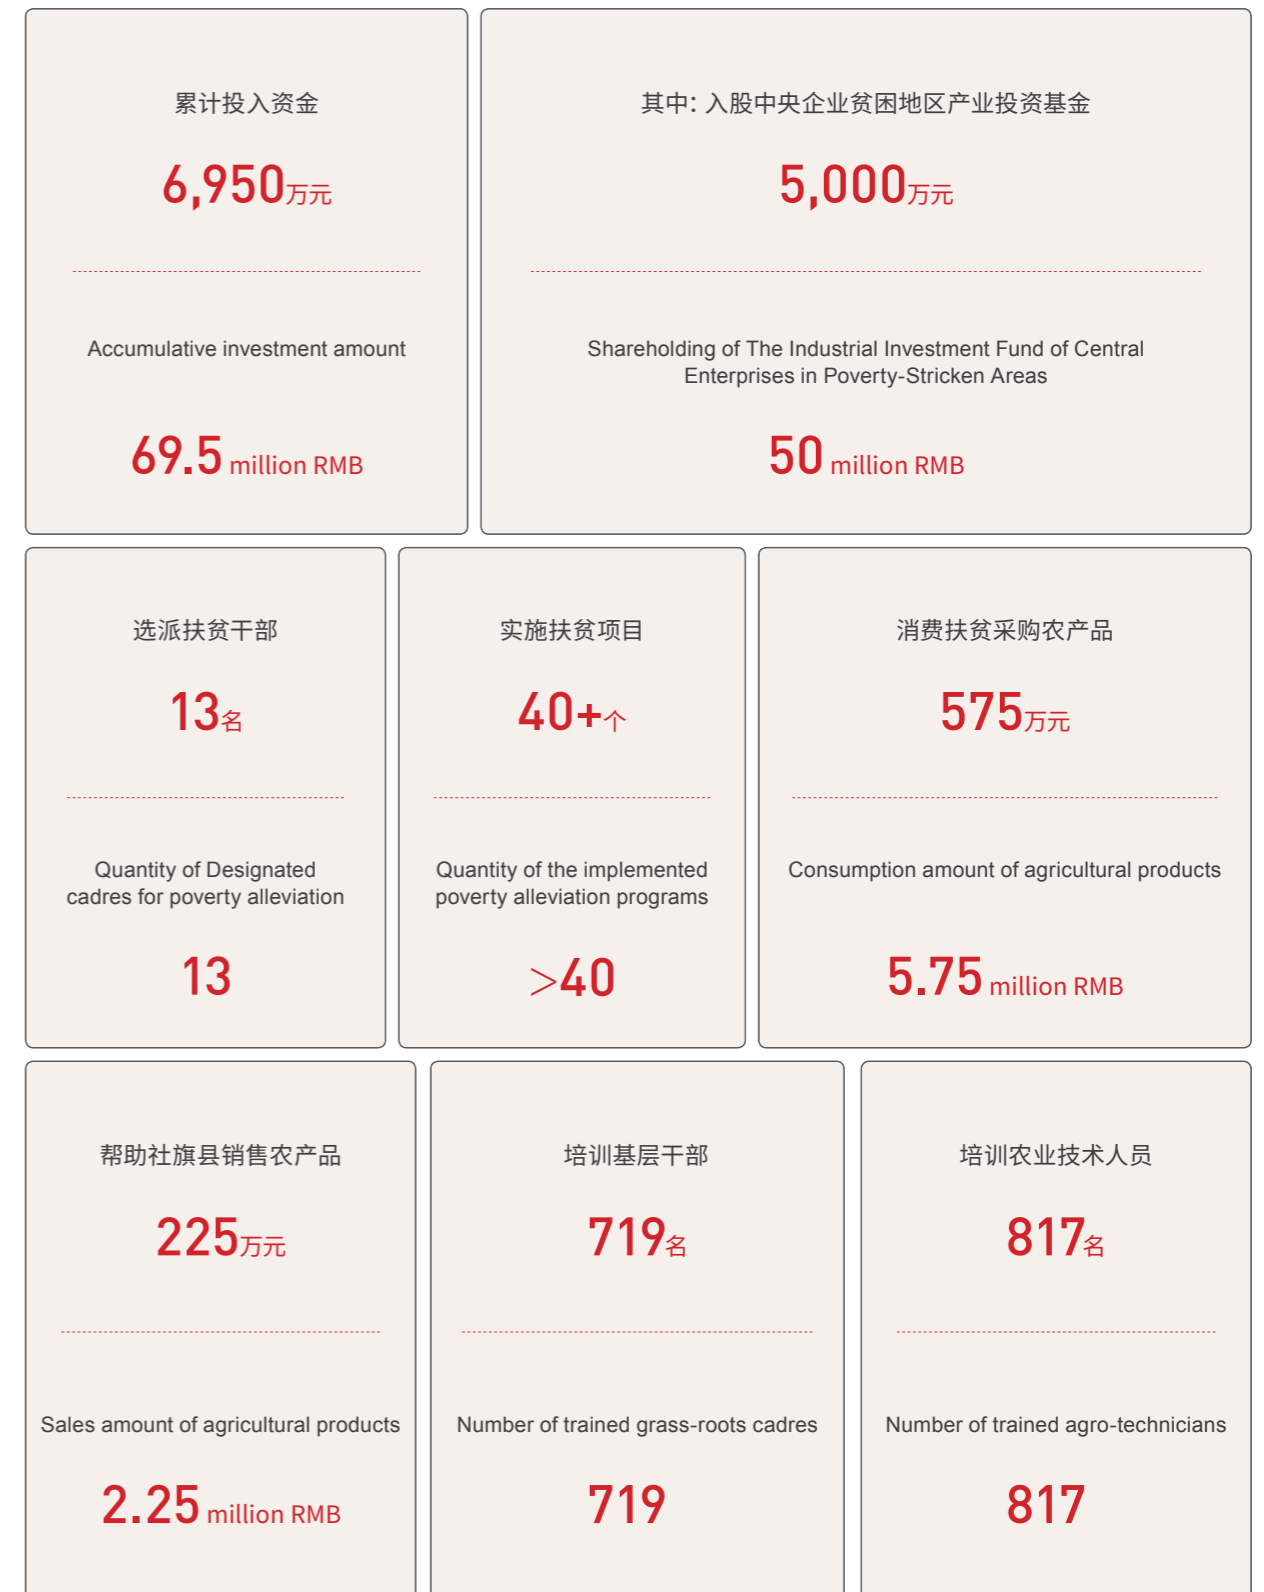 累计投入资金
6,950万元
Accumulative investment amount
69.5 million RMB
其中：入股中央企业贫困地区产业投资基金
5,000万元
Shareholding of The Industrial Investment Fund of Central
Enterprises in Poverty-Stricken Areas
50 million RMB
选派扶贫干部
13名
Quantity of Designated
cadres for poverty alleviation
13
实施扶贫项目
40+个
Quantity of the implemented
poverty alleviation programs
>40
消费扶贫采购农产品
575万元
Consumption amount of agricultural products
5.75 million RMB
帮助社旗县销售农产品
225万元
Sales amount of agricultural products
2.25 million RMB
培训基层干部
719名
Number of trained grass-roots cadres
719
培训农业技术人员
817名
Number of trained agro-technicians
817